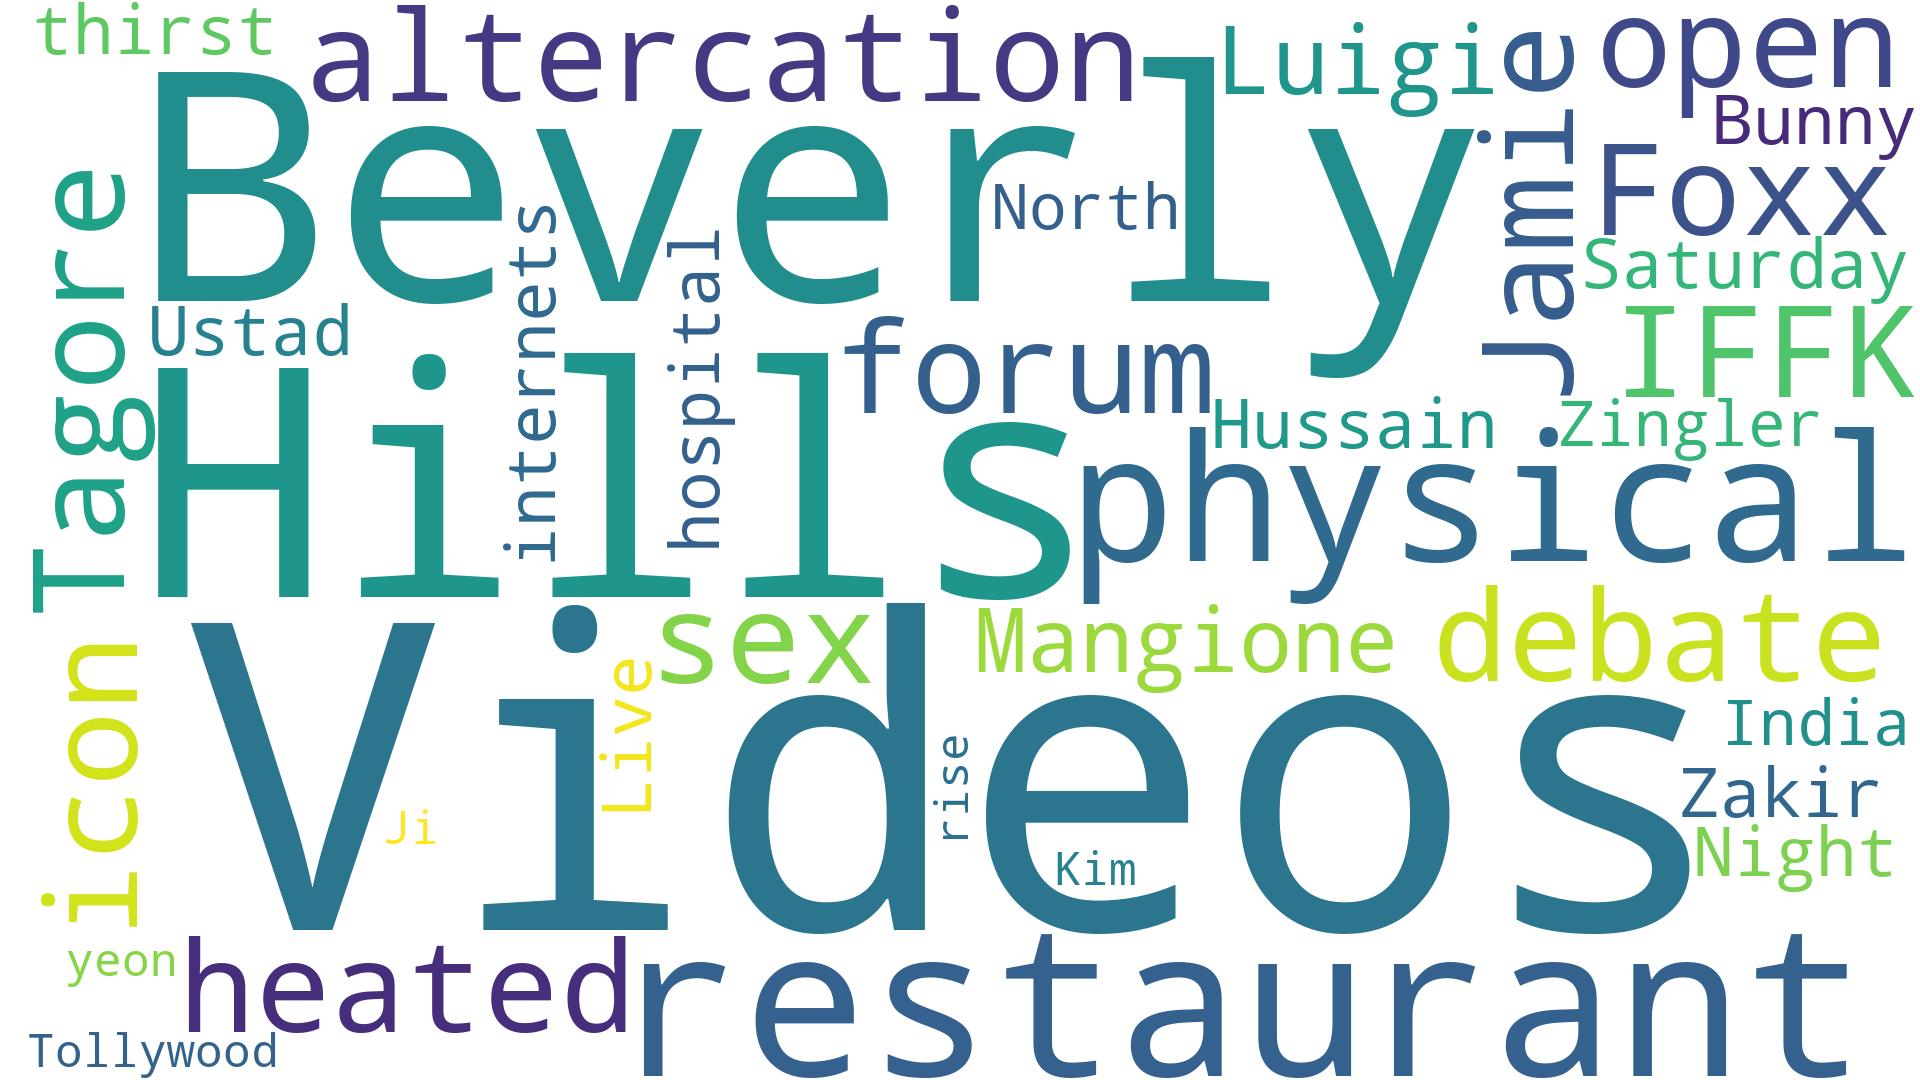 thirst
altercation
Luigie
open
Bunny
Beverly
Jamie
Foxx
North
Tagore
Saturday
internets
hospital
Ustad
forum
IFFK
Hills
Hussain
Zingler
physical
sex
Mangione
debate
icon
Videos
Live
India
rise
Zakir
Ji
Kim
Night
yeon
heated
restaurant
Tollywood